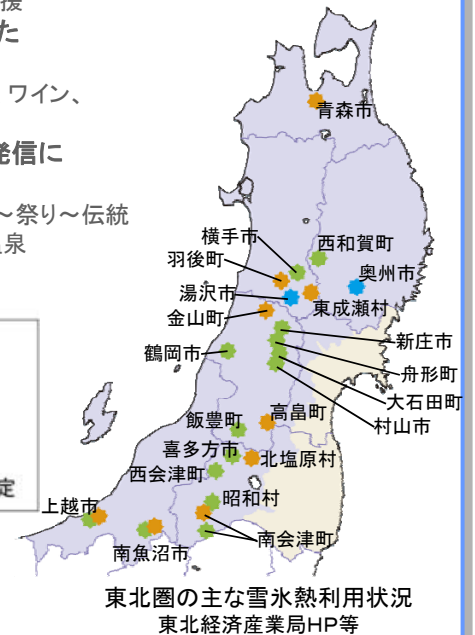 援
た
ワイン、
発信に
～祭り～伝統
泉
定
青森市
横手市
西和賀町
羽後町
奥州市
湯沢市
東成瀬村
金山町
新庄市
鶴岡市
舟形町
大石田町
村山市
飯豊町
高畠町
喜多方市
北塩原村
西会津町
昭和村
上越市
南会津町
南魚沼市
東北圏の主な雪氷熱利用状況
東北経済産業局HP等